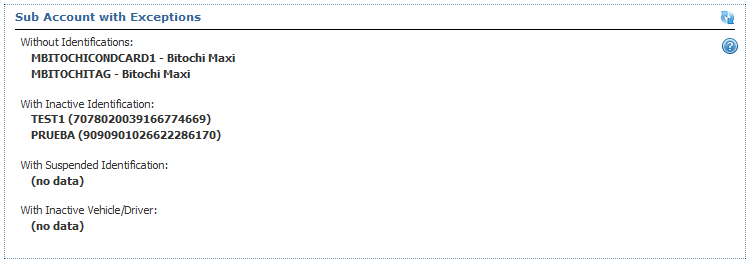 Sub Account with Exceptions
Without Identifications:
MBITOCHICONDCARD1 - Bitochi Maxi
MBITOCHITAG - Bitochi Maxi
With Inactive Identification:
TEST1 (7078020039166774669)
PRUEBA (9090901026622286170)
With Suspended Identification:
(no data)
With Inactive Vehicle/Driver:
(no data)